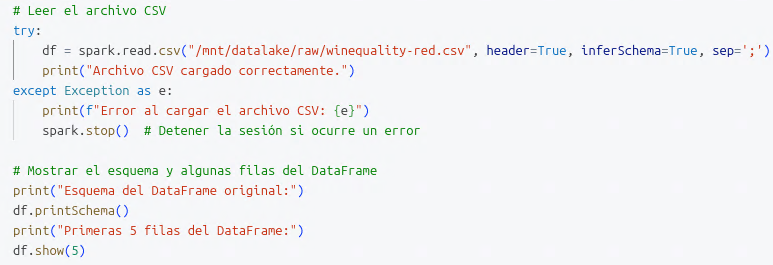 # Leer el archivo CSV
try:
    df = spark.read.csv("/mnt/datalake/raw/winequality-red.csv", header=True, inferSchema=True, sep=';')
    print("Archivo CSV cargado correctamente.")
except Exception as e:
    print(f"Error al cargar el archivo CSV: {e}")
    spark.stop()  # Detener la sesión si ocurre un error

# Mostrar el esquema y algunas filas del DataFrame
print("Esquema del DataFrame original:")
df.printSchema()
print("Primeras 5 filas del DataFrame:")
df.show(5)